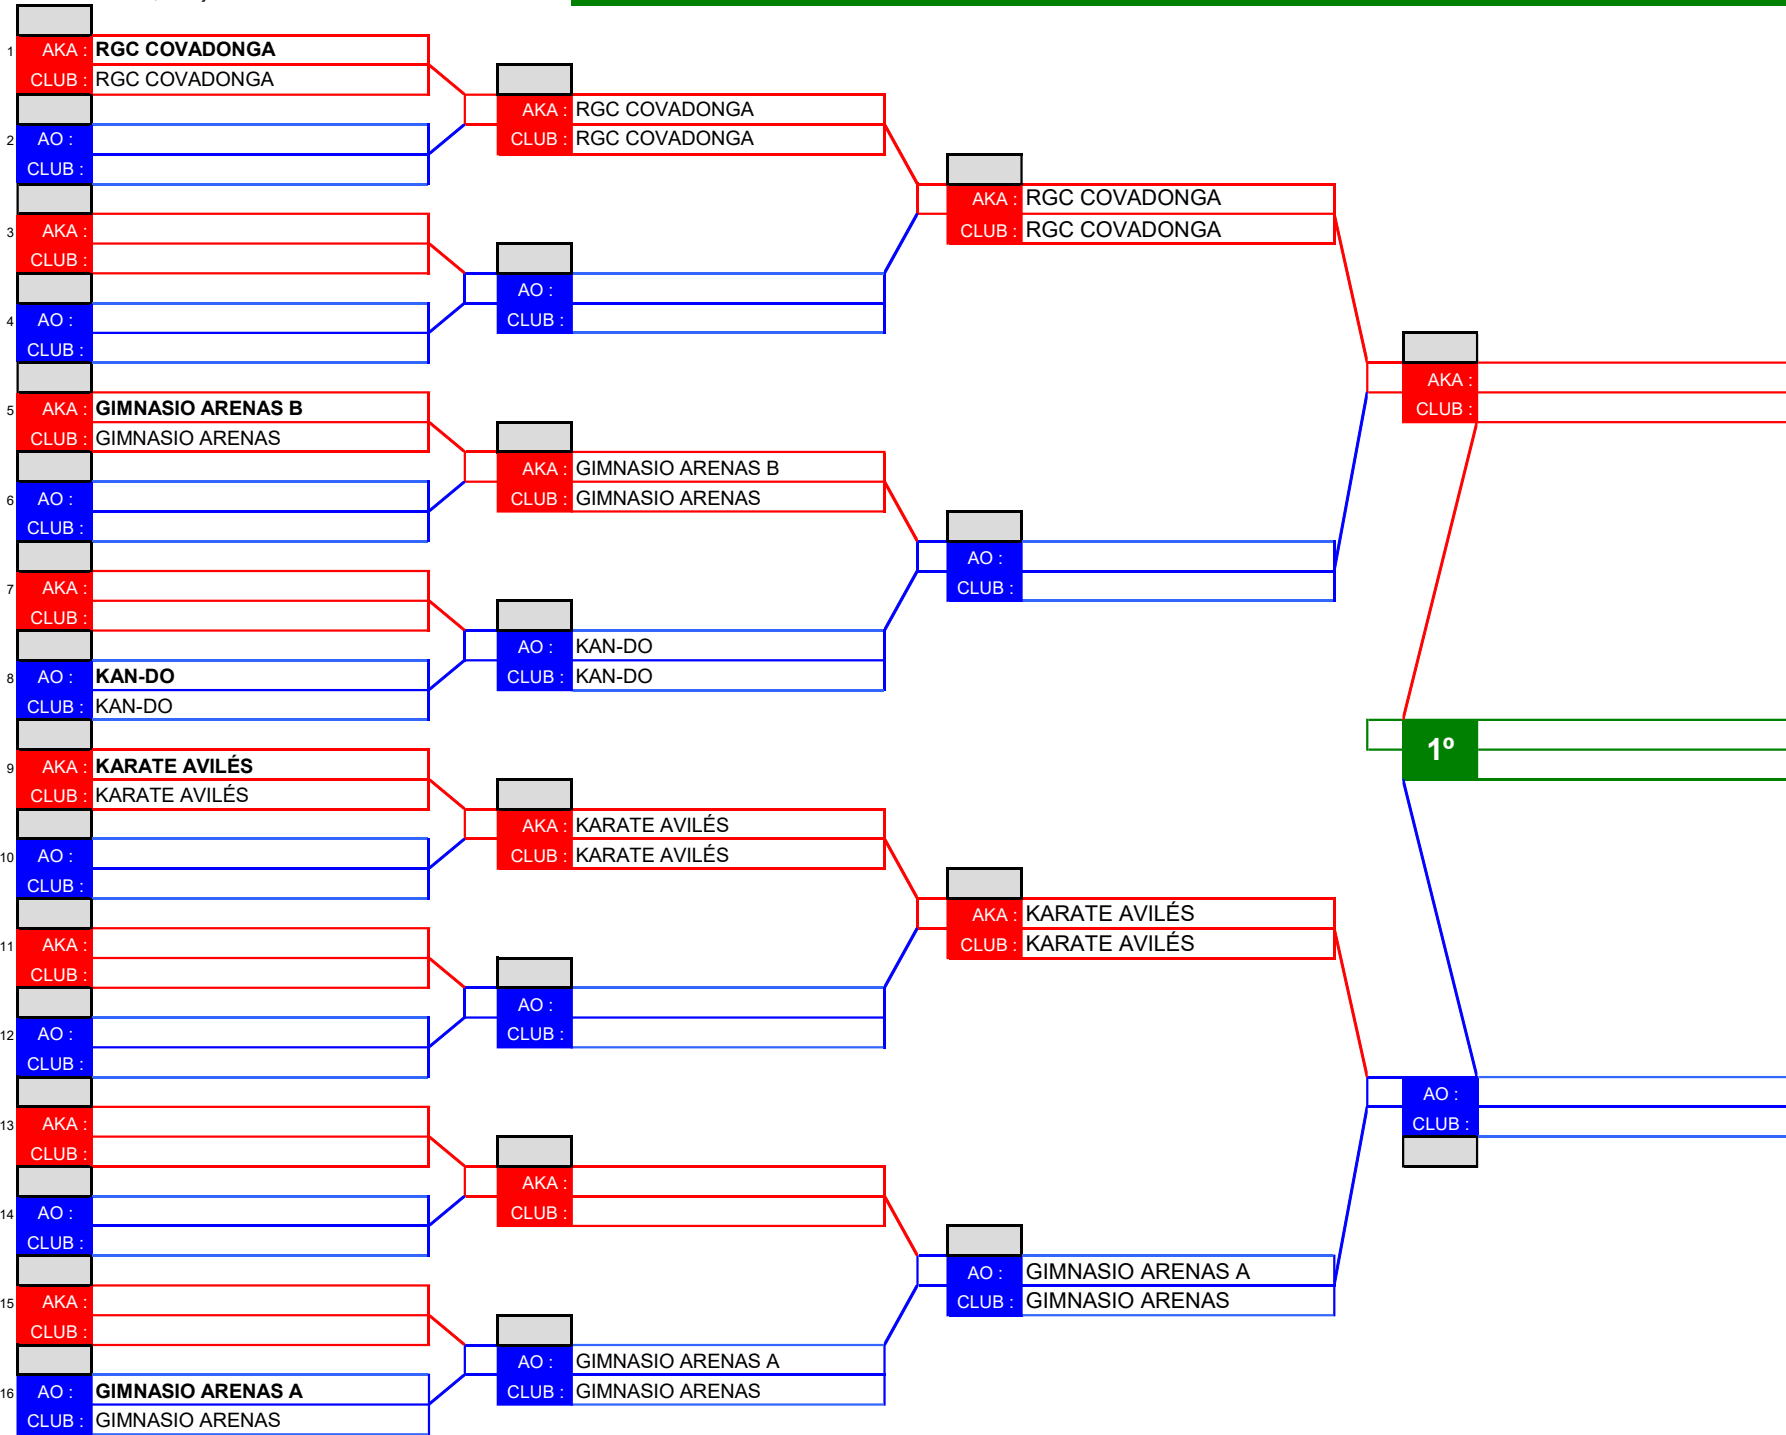 1 AKA : RGC COVADONGA
CLUB : RGC COVADONGA
2 AO :
CLUB :
3 AKA :
CLUB :
4 AO :
CLUB :
5 AKA : GIMNASIO ARENAS B
CLUB : GIMNASIO ARENAS
6 AO :
CLUB :
7 AKA :
CLUB :
8 AO : KAN-DO
CLUB : KAN-DO
9 AKA : KARATE AVILÉS
CLUB : KARATE AVILÉS
10 AO :
CLUB :
11 AKA :
CLUB :
12 AO :
CLUB :
13 AKA :
CLUB :
14 AO :
CLUB :
15 AKA :
CLUB :
16 AO : GIMNASIO ARENAS A
CLUB : GIMNASIO ARENAS
AKA : RGC COVADONGA
CLUB : RGC COVADONGA
AO :
CLUB :
AKA : GIMNASIO ARENAS B
CLUB : GIMNASIO ARENAS
AO : KAN-DO
CLUB : KAN-DO
AKA : KARATE AVILÉS
CLUB : KARATE AVILÉS
AO :
CLUB :
AKA :
CLUB :
AO : GIMNASIO ARENAS A
CLUB : GIMNASIO ARENAS
AKA : RGC COVADONGA
CLUB : RGC COVADONGA
AO :
CLUB :
AKA : KARATE AVILÉS
CLUB : KARATE AVILÉS
AO : GIMNASIO ARENAS A
CLUB : GIMNASIO ARENAS
AKA :
CLUB :
1º
AO :
CLUB :